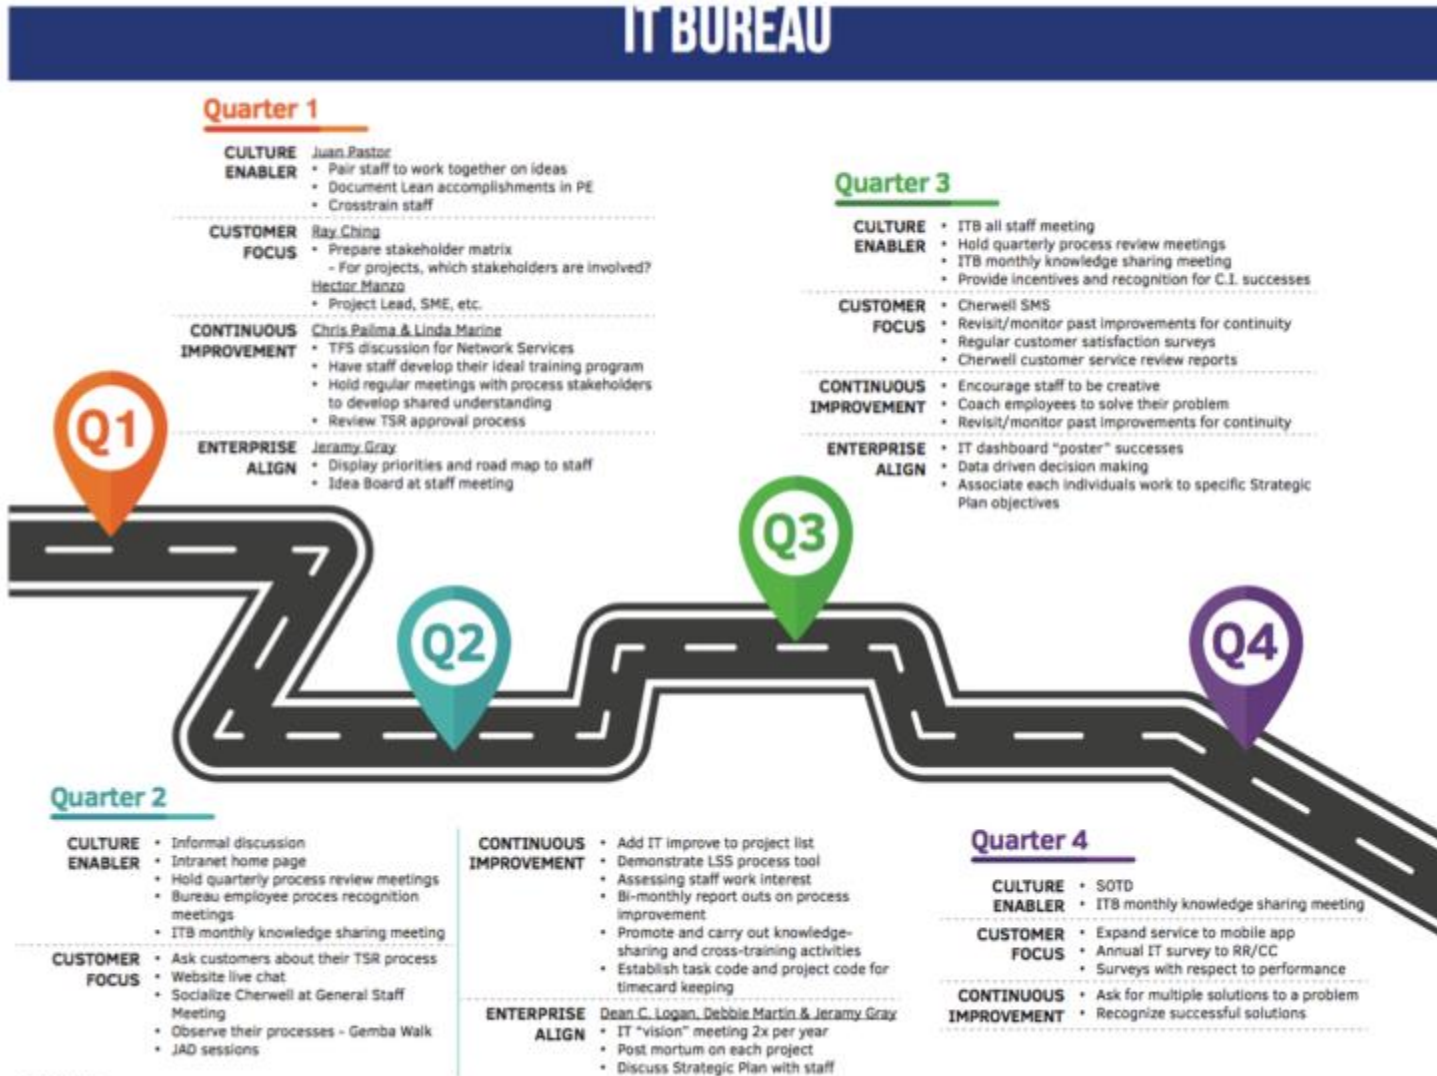 IT BUREAU
Quarter 1
CULTURE ENABLER
Juan Pastor
• Pair staff to work together on ideas
• Document Lean accomplishments in PE
• Crosstrain staff
CUSTOMER FOCUS
Ray Ching
• Prepare stakeholder matrix
- For projects, which stakeholders are involved?
Hector Manzo
• Project Lead, SME, etc.
CONTINUOUS IMPROVEMENT
Chris Pailma & Linda Marine
• TFS discussion for Network Services
• Have staff develop their ideal training program
• Hold regular meetings with process stakeholders
to develop shared understanding
• Review TSR approval process
ENTERPRISE ALIGN
Jeramy Gray
• Display priorities and road map to staff
• Idea Board at staff meeting
Quarter 3
CULTURE ENABLER
• ITB all staff meeting
• Hold quarterly process review meetings
• ITB monthly knowledge sharing meeting
• Provide incentives and recognition for C.I. successes
CUSTOMER FOCUS
• Cherwell SMS
• Revisit/monitor past improvements for continuity
• Regular customer satisfaction surveys
• Cherwell customer service review reports
CONTINUOUS IMPROVEMENT
• Encourage staff to be creative
• Coach employees to solve their problem
• Revisit/monitor past improvements for continuity
ENTERPRISE ALIGN
• IT dashboard "poster" successes
• Data driven decision making
• Associate each individuals work to specific Strategic
Plan objectives
Q1
Q2
Q3
Q4
Quarter 2
CULTURE ENABLER
• Informal discussion
• Intranet home page
• Hold quarterly process review meetings
• Bureau employee proces recognition
meetings
• ITB monthly knowledge sharing meeting
CUSTOMER FOCUS
• Ask customers about their TSR process
• Website live chat
• Socialize Cherwell at General Staff
Meeting
• Observe their processes - Gemba Walk
• JAD sessions
CONTINUOUS IMPROVEMENT
• Add IT improve to project list
• Demonstrate LSS process tool
• Assessing staff work interest
• Bi-monthly report outs on process
improvement
• Promote and carry out knowledge-
sharing and cross-training activities
• Establish task code and project code for
timecard keeping
ENTERPRISE ALIGN
Dean C. Logan, Debbie Martin & Jeramy Gray
• IT "vision" meeting 2x per year
• Post mortum on each project
• Discuss Strategic Plan with staff
Quarter 4
CULTURE ENABLER
• SOTD
• ITB monthly knowledge sharing meeting
CUSTOMER FOCUS
• Expand service to mobile app
• Annual IT survey to RR/CC
• Surveys with respect to performance
CONTINUOUS IMPROVEMENT
• Ask for multiple solutions to a problem
• Recognize successful solutions